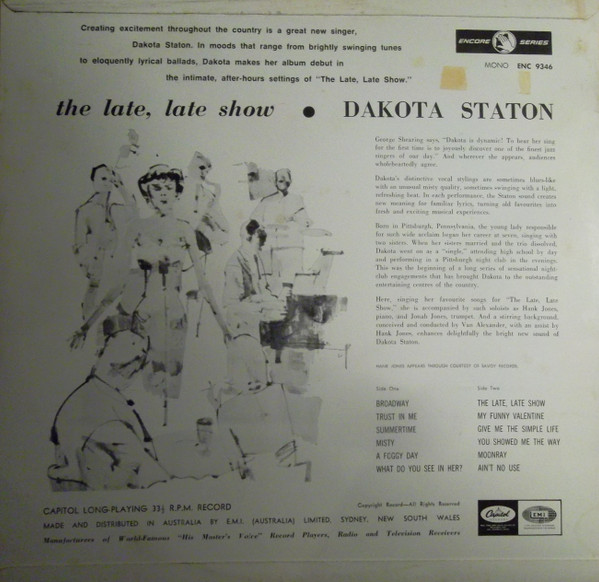 Creating excitement throughout the country is a great new singer,
Dakota Staton. In moods that range from brightly swinging tunes
to eloquently lyrical ballads, Dakota makes her album debut in
the intimate, after-hours settings of "The Late, Late Show."
ENCORE SERIES
MONO ENC 9346
the late, late show ● DAKOTA STATON
George Shearing says, "Dakota is dynamic! To hear her sing
for the first time is to joyously discover one of the finest jazz
singers of our day." And wherever she appears, audiences
wholeheartedly agree.
Dakota's distinctive vocal stylings are sometimes blues-like
with an unusual misty quality, sometimes swinging with a light,
refreshing beat. In each performance, the Staton sound creates
new meaning for familiar lyrics, turning old favourites into
fresh and exciting musical experiences.
Born in Pittsburgh, Pennsylvania, the young lady responsible
for such wide acclaim began her career at seven, singing with
two sisters. When her sisters married and the trio dissolved,
Dakota went on as a "single," attending high school by day
and performing in a Pittsburgh night club in the evenings.
This was the beginning of a long series of sensational night-
club engagements that has brought Dakota to the outstanding
entertaining centres of the country.
Here, singing her favourite songs for "The Late, Late
Show," she is accompanied by such soloists as Hank Jones,
piano, and Jonah Jones, trumpet. And a stirring background,
conceived and conducted by Van Alexander, with an assist by
Hank Jones, enhances delightfully the bright new sound of
Dakota Staton.
HANK JONES APPEARS THROUGH COURTESY OF SAVOY RECORDS.
Side One
BROADWAY
TRUST IN ME
SUMMERTIME
MISTY
A FOGGY DAY
WHAT DO YOU SEE IN HER?
Side Two
THE LATE, LATE SHOW
MY FUNNY VALENTINE
GIVE ME THE SIMPLE LIFE
YOU SHOWED ME THE WAY
MOONRAY
AIN'T NO USE
CAPITOL LONG-PLAYING 33⅓ R.P.M. RECORD
Copyright Record—All Rights Reserved
MADE AND DISTRIBUTED IN AUSTRALIA BY E.M.I. (AUSTRALIA) LIMITED, SYDNEY, NEW SOUTH WALES
Manufacturers of World-Famous "His Master's Voice" Record Players, Radio and Television Receivers
Capitol
EMI